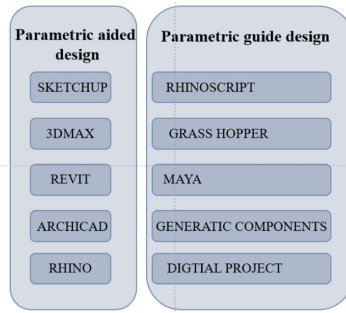 Parametric aided
design
SKETCHUP
3DMAX
REVIT
ARCHICAD
RHINO
Parametric guide design
RHINOSCRIPT
GRASS HOPPER
MAYA
GENERATIC COMPONENTS
DIGTIAL PROJECT